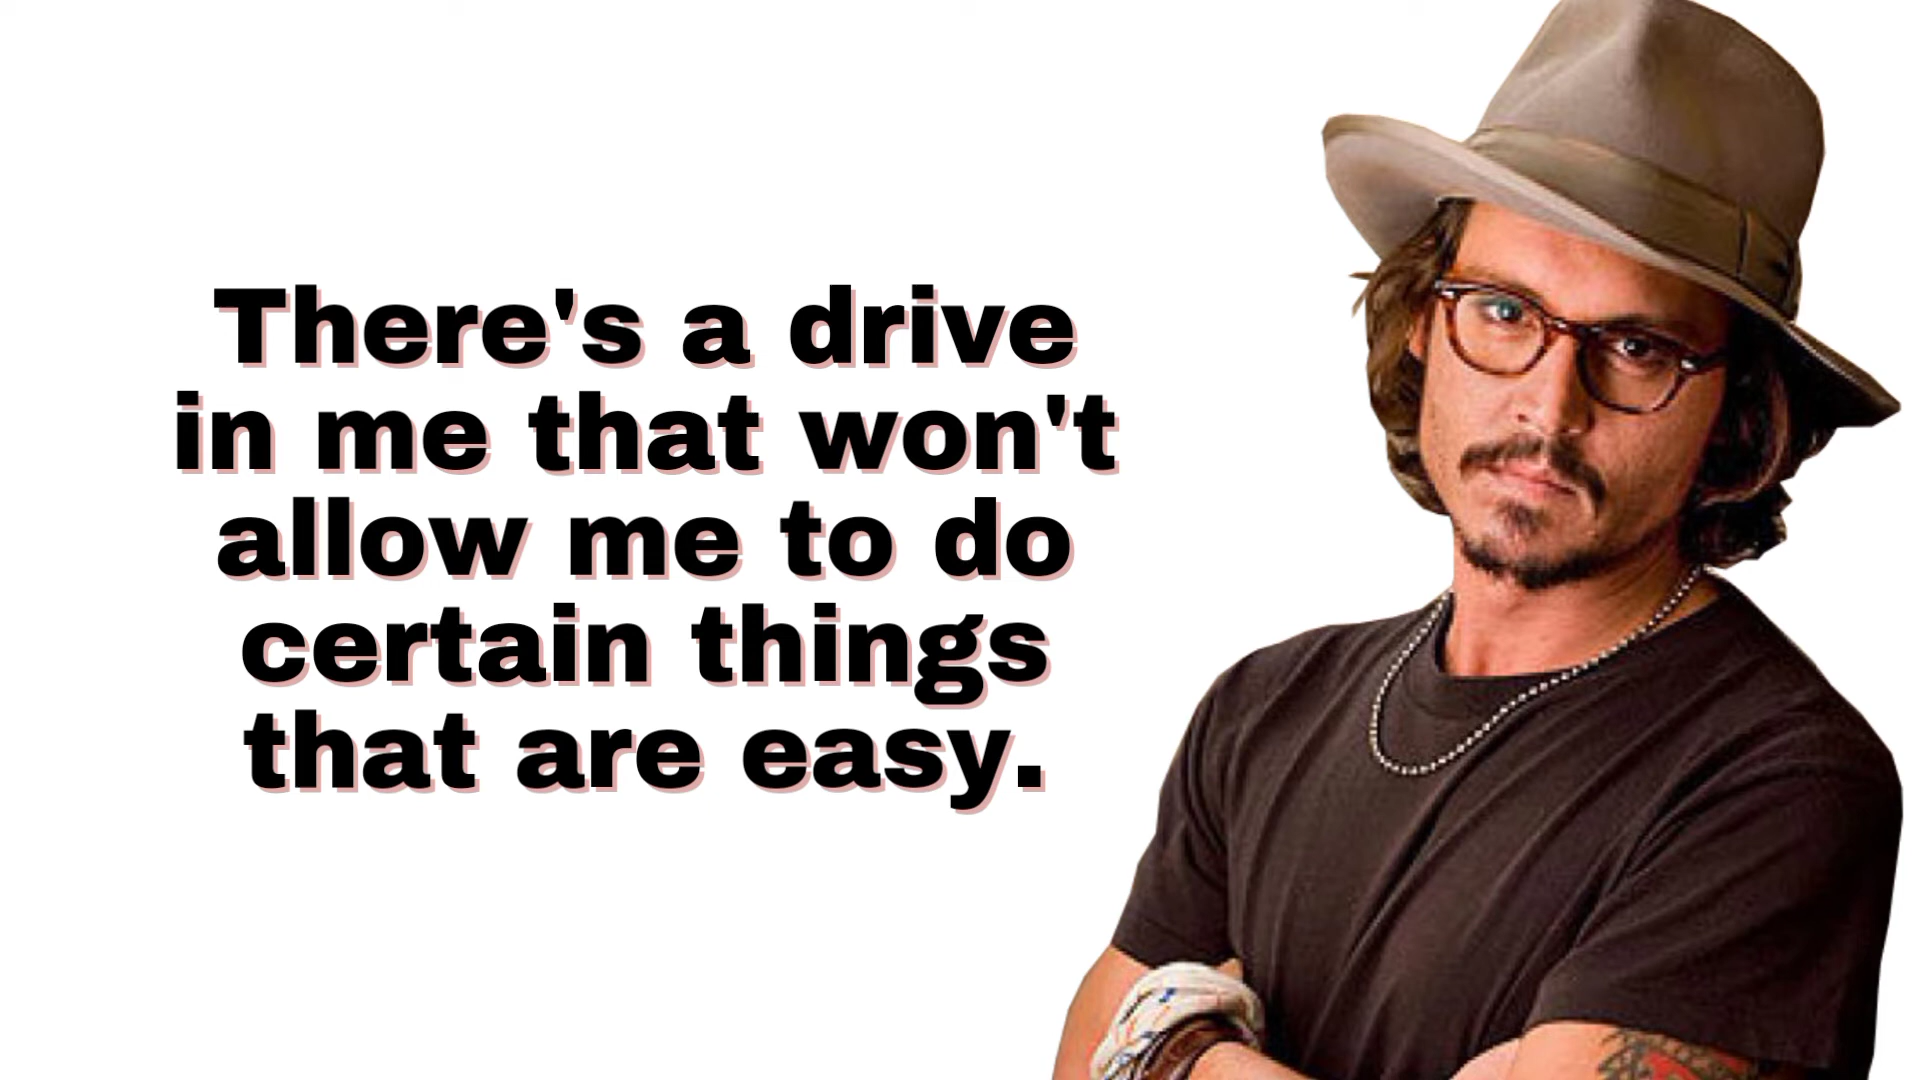 There's a drive
in me that won't
allow me to do
certain things
that are easy.